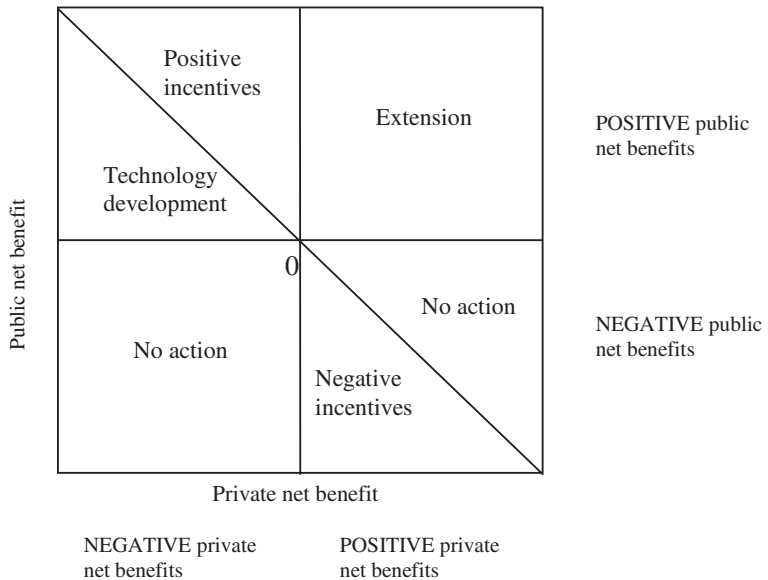 Positive
incentives
Extension
POSITIVE public
net benefits
Technology
development
Public net benefit
0
No action
No action
NEGATIVE public
net benefits
Negative
incentives
Private net benefit
NEGATIVE private
net benefits
POSITIVE private
net benefits